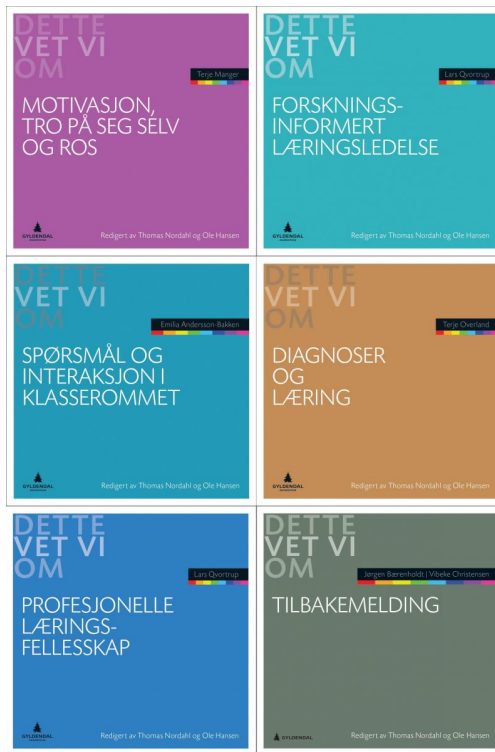 DETTE
VET VI
OM
Terje Manger
MOTIVASJON,
TRO PÅ SEG SELV
OG ROS
GYLDENDAL
Redigert av Thomas Nordahl og Ole Hansen
DETTE
VET VI
OM
Lars Qvortrup
FORSKNINGS-
INFORMERT
LÆRINGSLEDELSE
GYLDENDAL
Redigert av Thomas Nordahl og Ole Hansen
DETTE
VET VI
OM
Emilia Andersson-Bakken
SPØRSMÅL OG
INTERAKSJON I
KLASSEROMMET
GYLDENDAL
Redigert av Thomas Nordahl og Ole Hansen
DETTE
VET VI
OM
Terje Overland
DIAGNOSER
OG
LÆRING
GYLDENDAL
Redigert av Thomas Nordahl og Ole Hansen
DETTE
VET VI
OM
Lars Qvortrup
PROFESJONELLE
LÆRINGS-
FELLESSKAP
GYLDENDAL
Redigert av Thomas Nordahl og Ole Hansen
DETTE
VET VI
OM
Jørgen Bærenholdt | Vibeke Christensen
TILBAKEMELDING
GYLDENDAL
Redigert av Thomas Nordahl og Ole Hansen